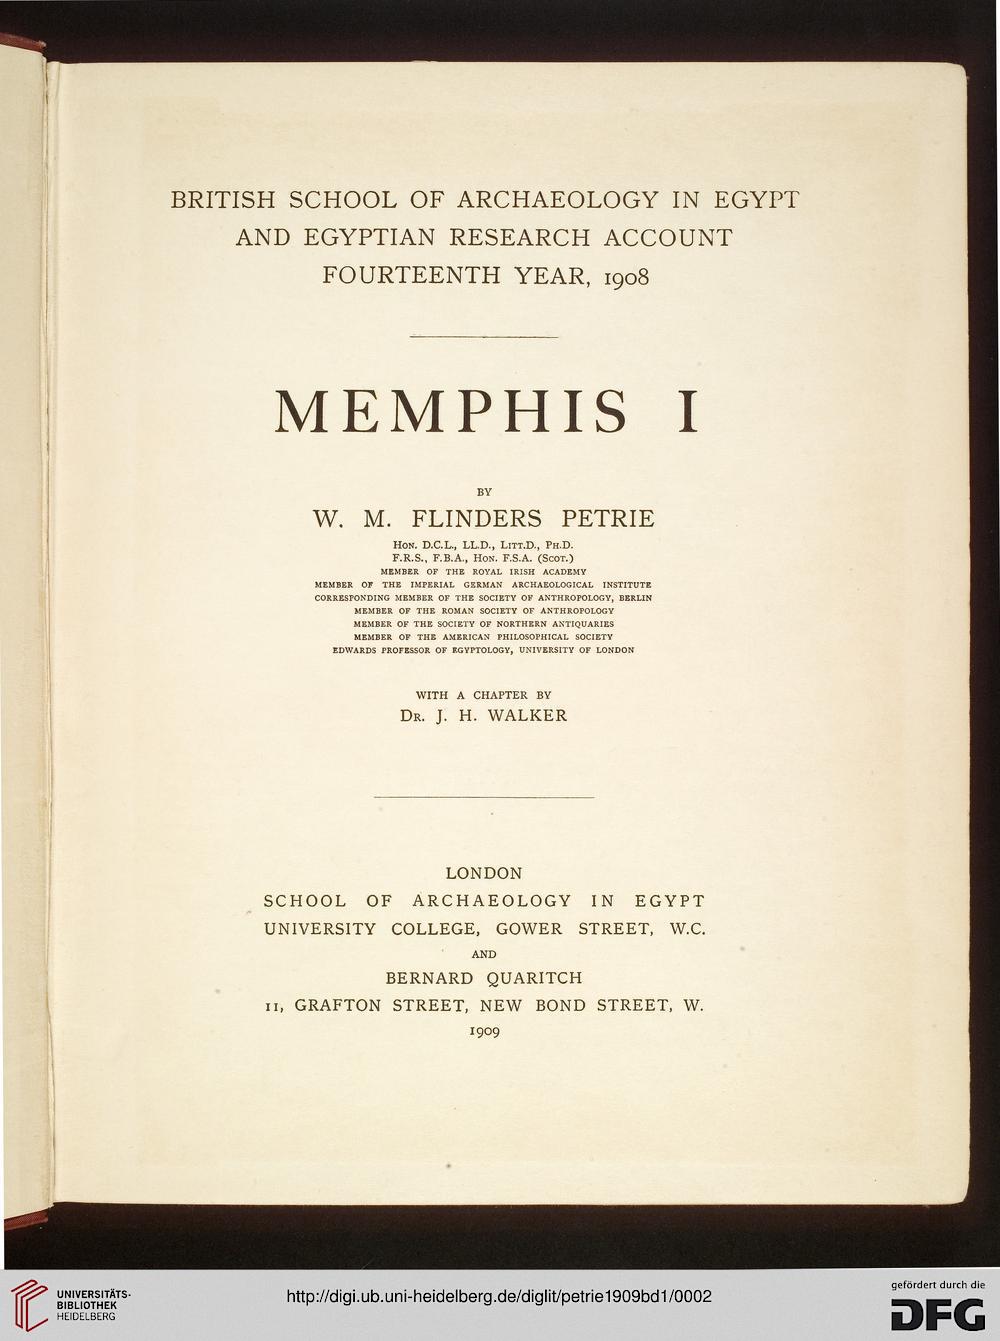 BRITISH SCHOOL OF ARCHAEOLOGY IN EGYPT
AND EGYPTIAN RESEARCH ACCOUNT
FOURTEENTH YEAR, 1908
MEMPHIS I
BY
W. M. FLINDERS PETRIE
HON. D.C.L., LL.D., LITT.D., PH.D.
F.R.S., F.B.A., HON. F.S.A. (SCOT.)
MEMBER OF THE ROYAL IRISH ACADEMY
MEMBER OF THE IMPERIAL GERMAN ARCHAEOLOGICAL INSTITUTE
CORRESPONDING MEMBER OF THE SOCIETY OF ANTHROPOLOGY, BERLIN
MEMBER OF THE ROMAN SOCIETY OF ANTHROPOLOGY
MEMBER OF THE SOCIETY OF NORTHERN ANTIQUARIES
MEMBER OF THE AMERICAN PHILOSOPHICAL SOCIETY
EDWARDS PROFESSOR OF EGYPTOLOGY, UNIVERSITY OF LONDON
WITH A CHAPTER BY
DR. J. H. WALKER
LONDON
SCHOOL OF ARCHAEOLOGY IN EGYPT
UNIVERSITY COLLEGE, GOWER STREET, W.C.
AND
BERNARD QUARITCH
11, GRAFTON STREET, NEW BOND STREET, W.
1909
UNIVERSITÄTS-
BIBLIOTHEK
HEIDELBERG
http://digi.ub.uni-heidelberg.de/diglit/petrie1909bd1/0002
gefördert durch die
DFG